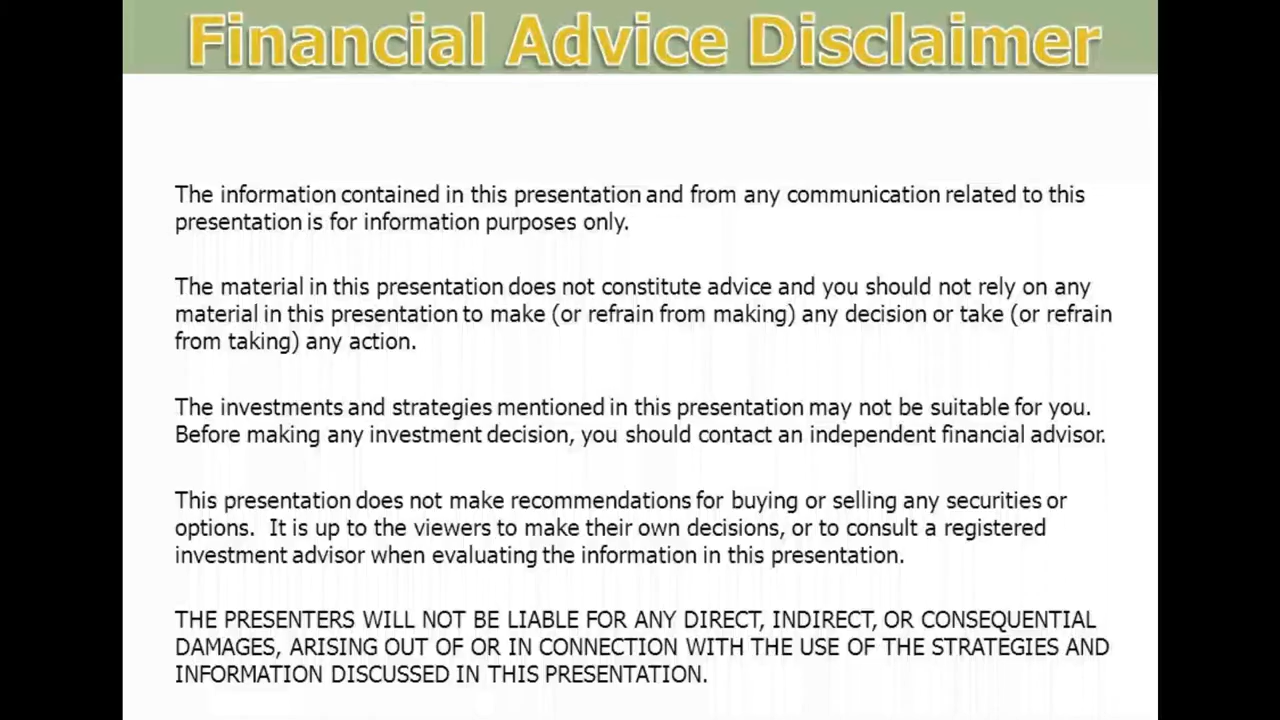 Financial Advice Disclaimer
The information contained in this presentation and from any communication related to this
presentation is for information purposes only.
The material in this presentation does not constitute advice and you should not rely on any
material in this presentation to make (or refrain from making) any decision or take (or refrain
from taking) any action.
The investments and strategies mentioned in this presentation may not be suitable for you.
Before making any investment decision, you should contact an independent financial advisor.
This presentation does not make recommendations for buying or selling any securities or
options.  It is up to the viewers to make their own decisions, or to consult a registered
investment advisor when evaluating the information in this presentation.
THE PRESENTERS WILL NOT BE LIABLE FOR ANY DIRECT, INDIRECT, OR CONSEQUENTIAL
DAMAGES, ARISING OUT OF OR IN CONNECTION WITH THE USE OF THE STRATEGIES AND
INFORMATION DISCUSSED IN THIS PRESENTATION.